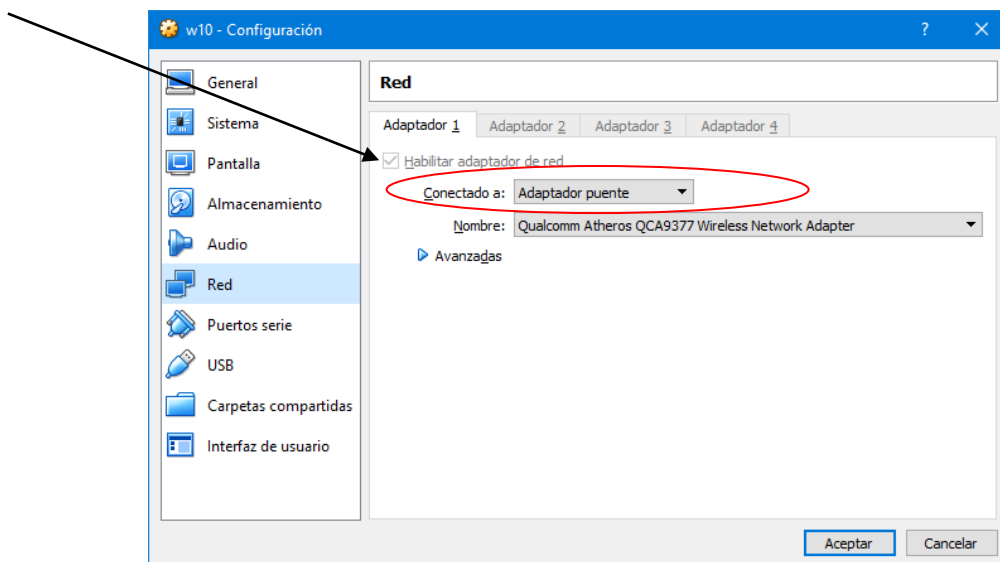 w10 - Configuración ?
General
Sistema
Pantalla
Almacenamiento
Audio
Red
Puertos serie
USB
Carpetas compartidas
Interfaz de usuario
Red
Adaptador 1 Adaptador 2 Adaptador 3 Adaptador 4
Habilitar adaptador de red
Conectado a: Adaptador puente
Nombre: Qualcomm Atheros QCA9377 Wireless Network Adapter
Avanzadas
Aceptar Cancelar